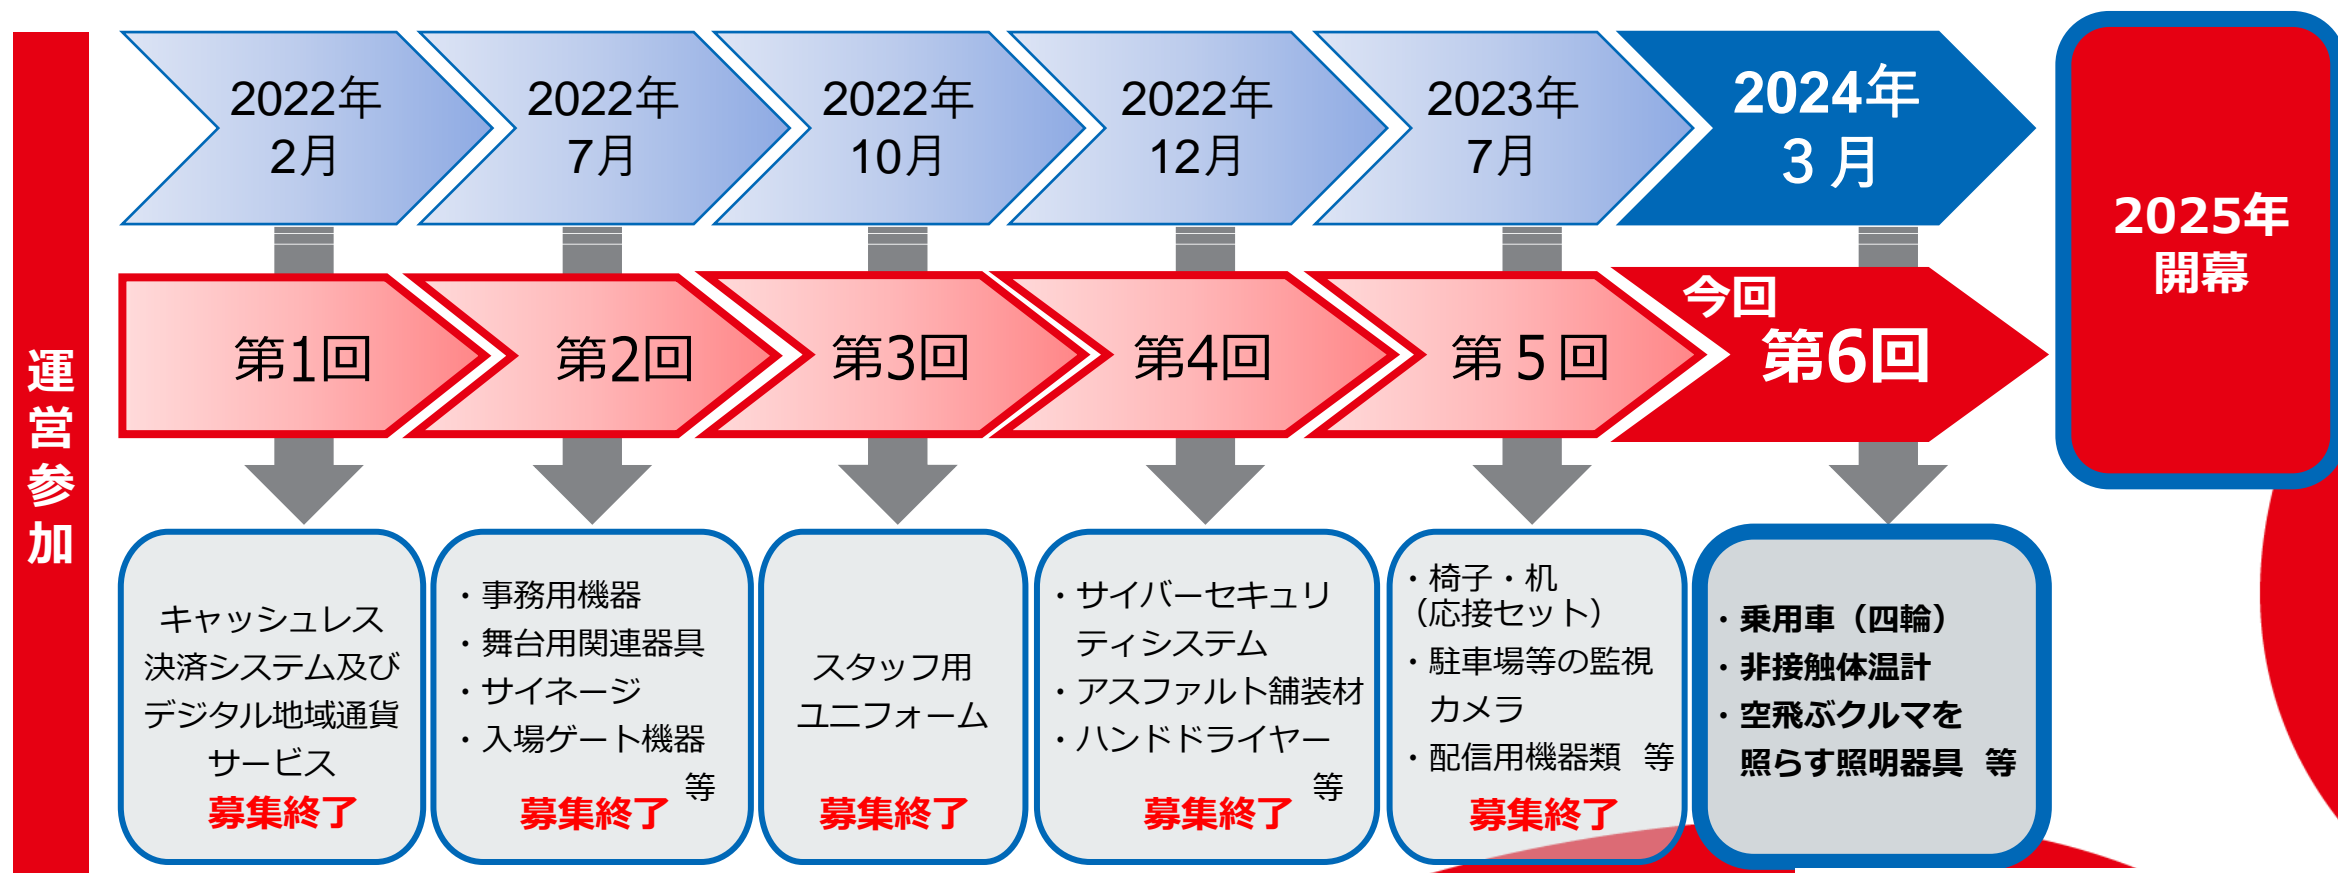 運営参加
2022年
2月
2022年
7月
2022年
10月
2022年
12月
2023年
7月
2024年
3 月
2025年
開幕
第1回
第2回
第3回
第4回
第５回
今回
第6回
キャッシュレス
決済システム及び
デジタル地域通貨
サービス
募集終了
・事務用機器
・舞台用関連器具
・サイネージ
・入場ゲート機器
等
募集終了
スタッフ用
ユニフォーム
募集終了
・サイバーセキュリ
ティシステム
・アスファルト舗装材
・ハンドドライヤー
等
募集終了
・椅子・机
（応接セット）
・駐車場等の監視
カメラ
・配信用機器類 等
募集終了
・乗用車（四輪）
・非接触体温計
・空飛ぶクルマを
照らす照明器具 等